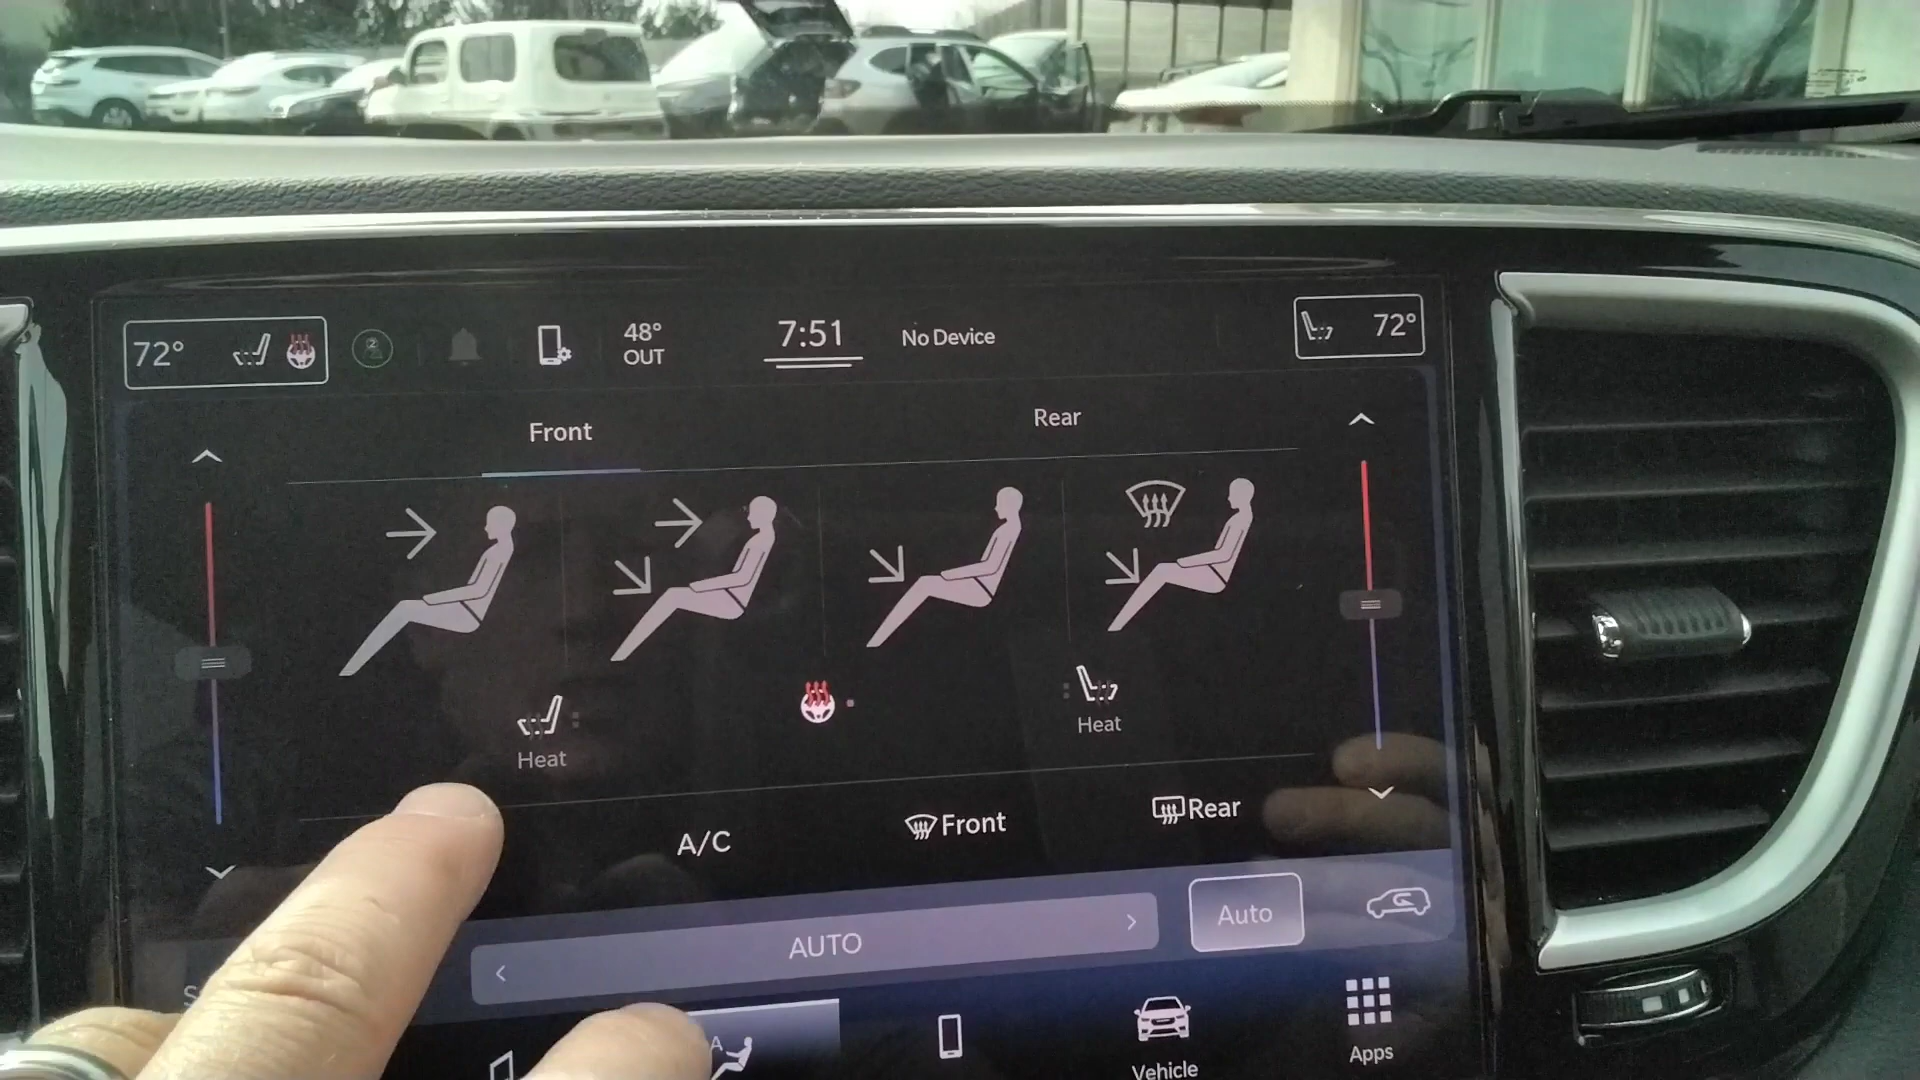 72°
48°
OUT
7:51
No Device
72°
Front
Rear
Heat
Heat
A/C
Front
Rear
AUTO
Auto
A
Vehicle
Apps